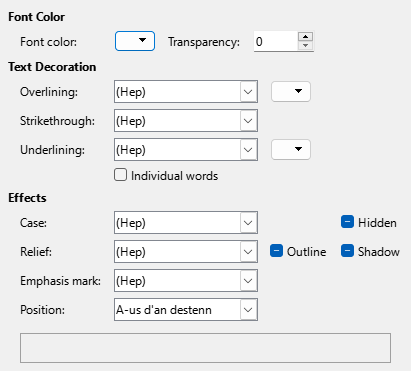 Font Color
Font color: Transparency: 0
Text Decoration
Overlining: (Hep)
Strikethrough: (Hep)
Underlining: (Hep)
Individual words
Effects
Case: (Hep) Hidden
Relief: (Hep) Outline Shadow
Emphasis mark: (Hep)
Position: A-us d'an destenn